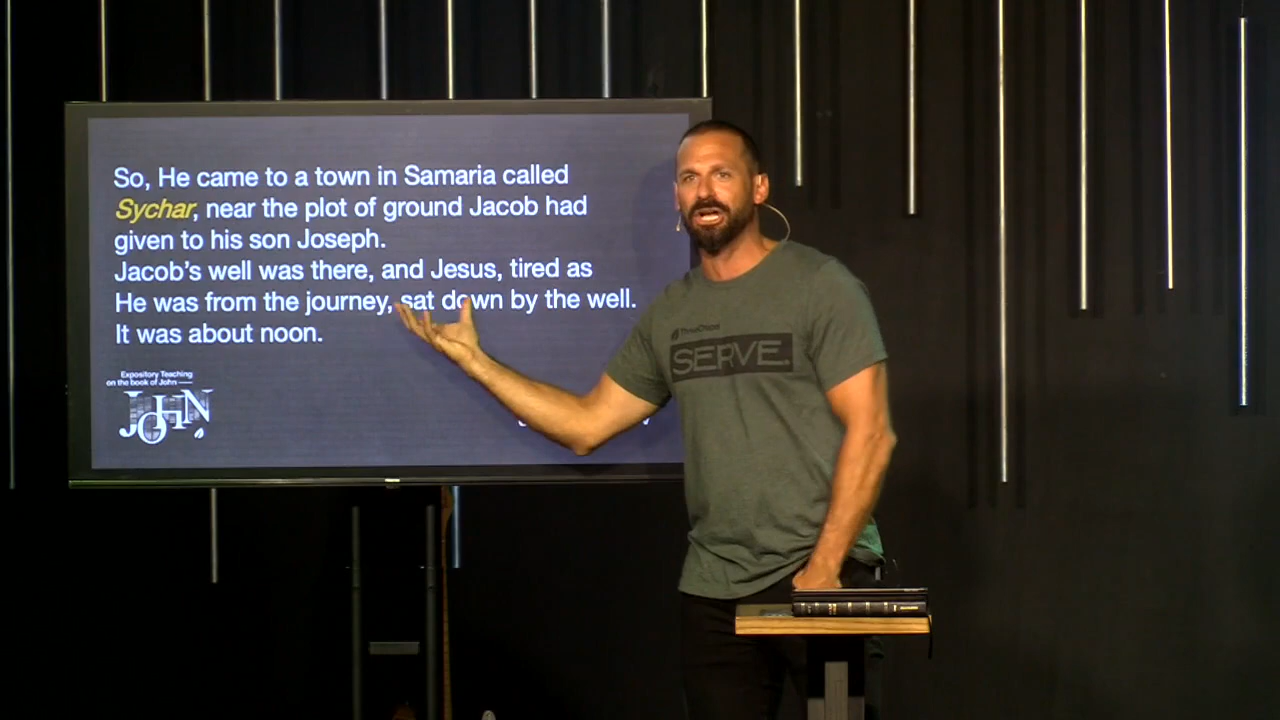 So, He came to a town in Samaria called
Sychar, near the plot of ground Jacob had
given to his son Joseph.
Jacob's well was there, and Jesus, tired as
He was from the journey, sat down by the well.
It was about noon.
Expository Teaching
on the book of John
JOHN
SERVE.